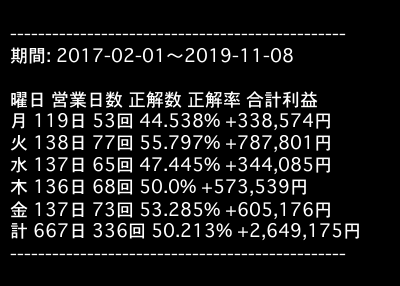 ------------------------------------------------
期間: 2017-02-01〜2019-11-08
曜日 営業日数 正解数 正解率 合計利益
月 119日 53回 44.538% +338,574円
火 138日 77回 55.797% +787,801円
水 137日 65回 47.445% +344,085円
木 136日 68回 50.0% +573,539円
金 137日 73回 53.285% +605,176円
計 667日 336回 50.213% +2,649,175円
------------------------------------------------